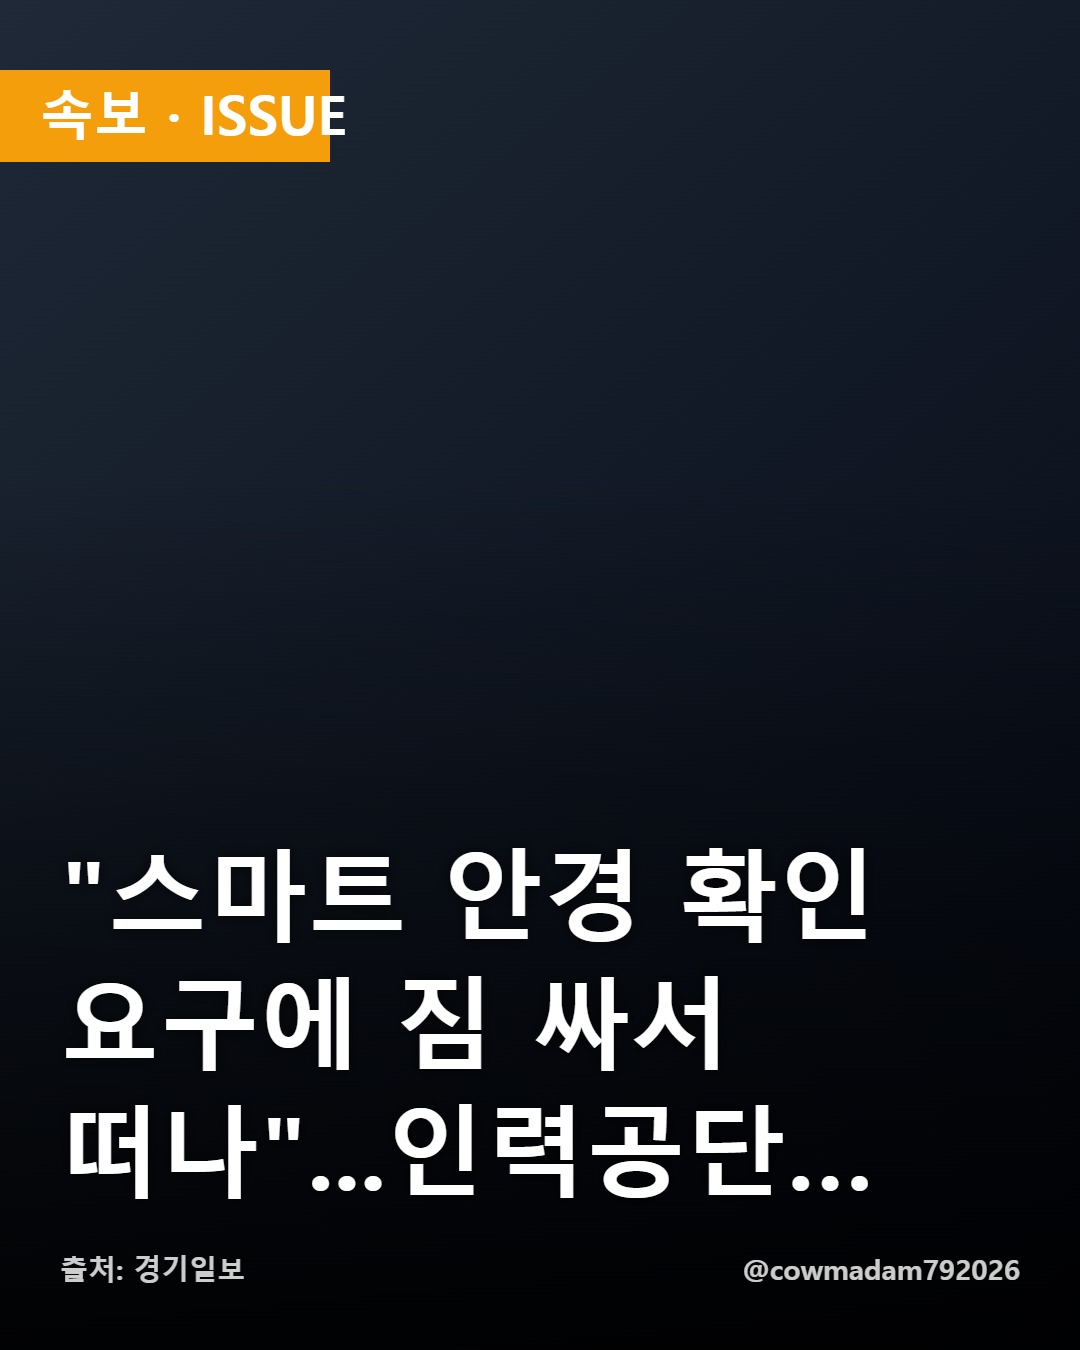 속보 · ISSUE
"스마트 안경 확인
요구에 짐 싸서
떠나"...인력공단...
출처: 경기일보
@cowmadam792026